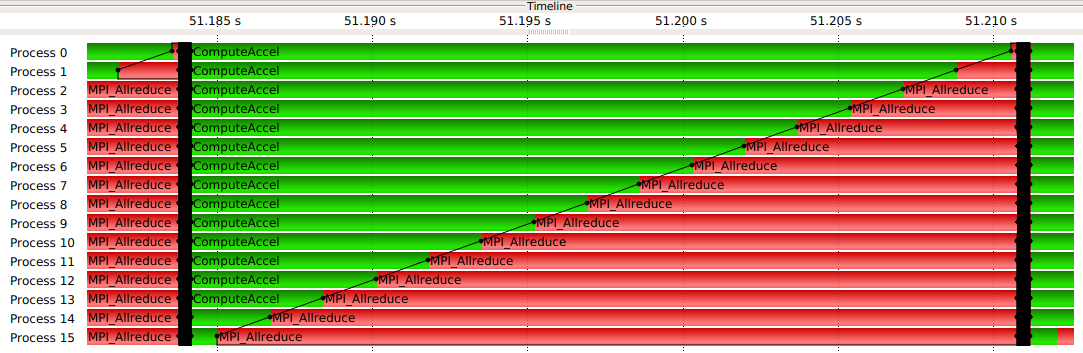 Timeline
51.185 s 51.190 s 51.195 s 51.200 s 51.205 s 51.210 s
Process 0 ComputeAccel
Process 1 ComputeAccel
Process 2 MPI_Allreduce ComputeAccel MPI_Allreduce
Process 3 MPI_Allreduce ComputeAccel MPI_Allreduce
Process 4 MPI_Allreduce ComputeAccel MPI_Allreduce
Process 5 MPI_Allreduce ComputeAccel MPI_Allreduce
Process 6 MPI_Allreduce ComputeAccel MPI_Allreduce
Process 7 MPI_Allreduce ComputeAccel MPI_Allreduce
Process 8 MPI_Allreduce ComputeAccel MPI_Allreduce
Process 9 MPI_Allreduce ComputeAccel MPI_Allreduce
Process 10 MPI_Allreduce ComputeAccel MPI_Allreduce
Process 11 MPI_Allreduce ComputeAccel MPI_Allreduce
Process 12 MPI_Allreduce ComputeAccel MPI_Allreduce
Process 13 MPI_Allreduce ComputeAccel MPI_Allreduce
Process 14 MPI_Allreduce MPI_Allreduce
Process 15 MPI_Allreduce MPI_Allreduce